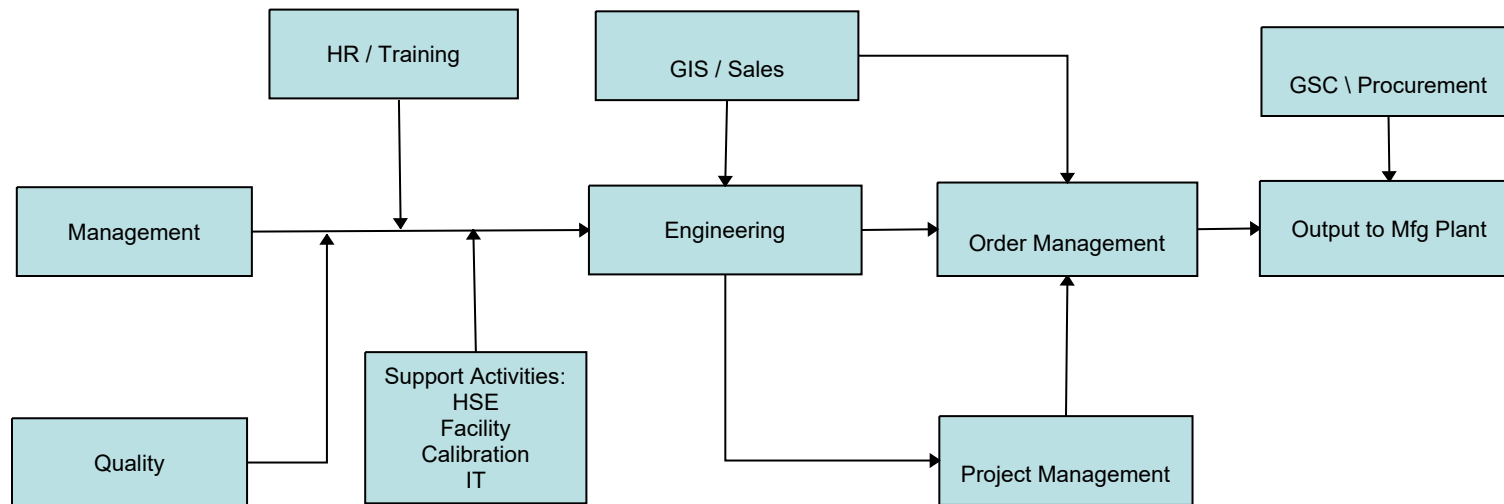 HR / Training
GIS / Sales
GSC \ Procurement
Management
Engineering
Order Management
Output to Mfg Plant
Support Activities:
HSE
Facility
Calibration
IT
Quality
Project Management